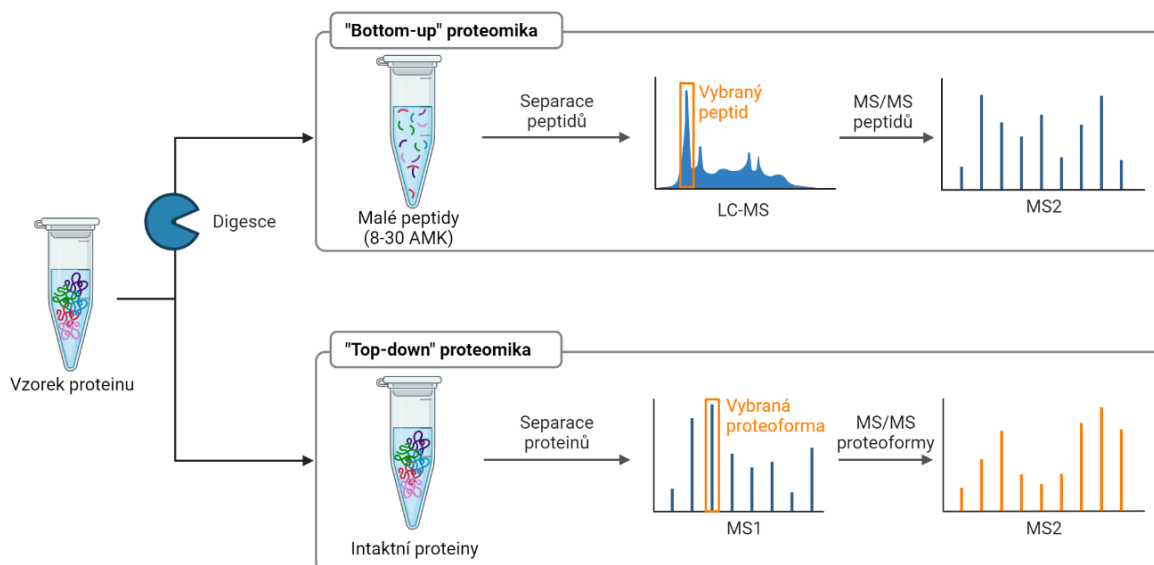 "Bottom-up" proteomika
Separace
peptidů
Vybraný
peptid
MS/MS
peptidů
LC-MS
MS2
Malé peptidy
(8-30 AMK)
Digesce
Vzorek proteinu
"Top-down" proteomika
Separace
proteinů
Vybraná
proteoforma
MS/MS
proteoformy
MS1
MS2
Intaktní proteiny